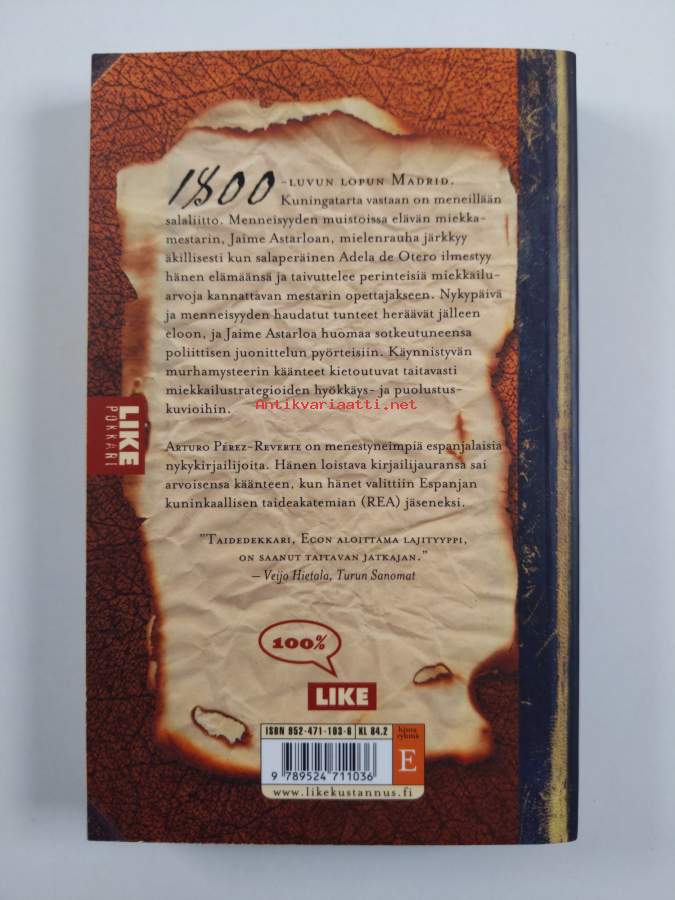 1800 -luvun lopun Madrid.
Kuningatarta vastaan on meneillään
salaliitto. Menneisyyden muistoissa elävän miekka-
mestarin, Jaime Astarloan, mielenrauha järkkyy
äkillisesti kun salaperäinen Adela de Otero ilmestyy
hänen elämäänsä ja taivuttelee perinteisiä miekkailu-
arvoja kannattavan mestarin opettajakseen. Nykypäivä
ja menneisyyden haudatut tunteet heräävät jälleen
eloon, ja Jaime Astarloa huomaa sotkeutuneensa
poliittisen juonittelun pyörteisiin. Käynnistyvän
murhamysteerin käänteet kietoutuvat taitavasti
miekkailustrategioiden hyökkäys- ja puolustus-
kuvioihin.
Antikvariaatti.net
LIKE
POKKARI
Arturo Pérez-Reverte on menestyneimpiä espanjalaisia
nykykirjailijoita. Hänen loistava kirjailijauransa sai
arvoisensa käänteen, kun hänet valittiin Espanjan
kuninkaallisen taideakatemian (REA) jäseneksi.
"Taidedekkari, Econ aloittama lajityyppi,
on saanut taitavan jatkajan."
– Veijo Hietala, Turun Sanomat
100%
LIKE
ISBN 952-471-103-6 KL 84.2
hinta
ryhmä
E
9 789524 711036
www.likekustannus.fi